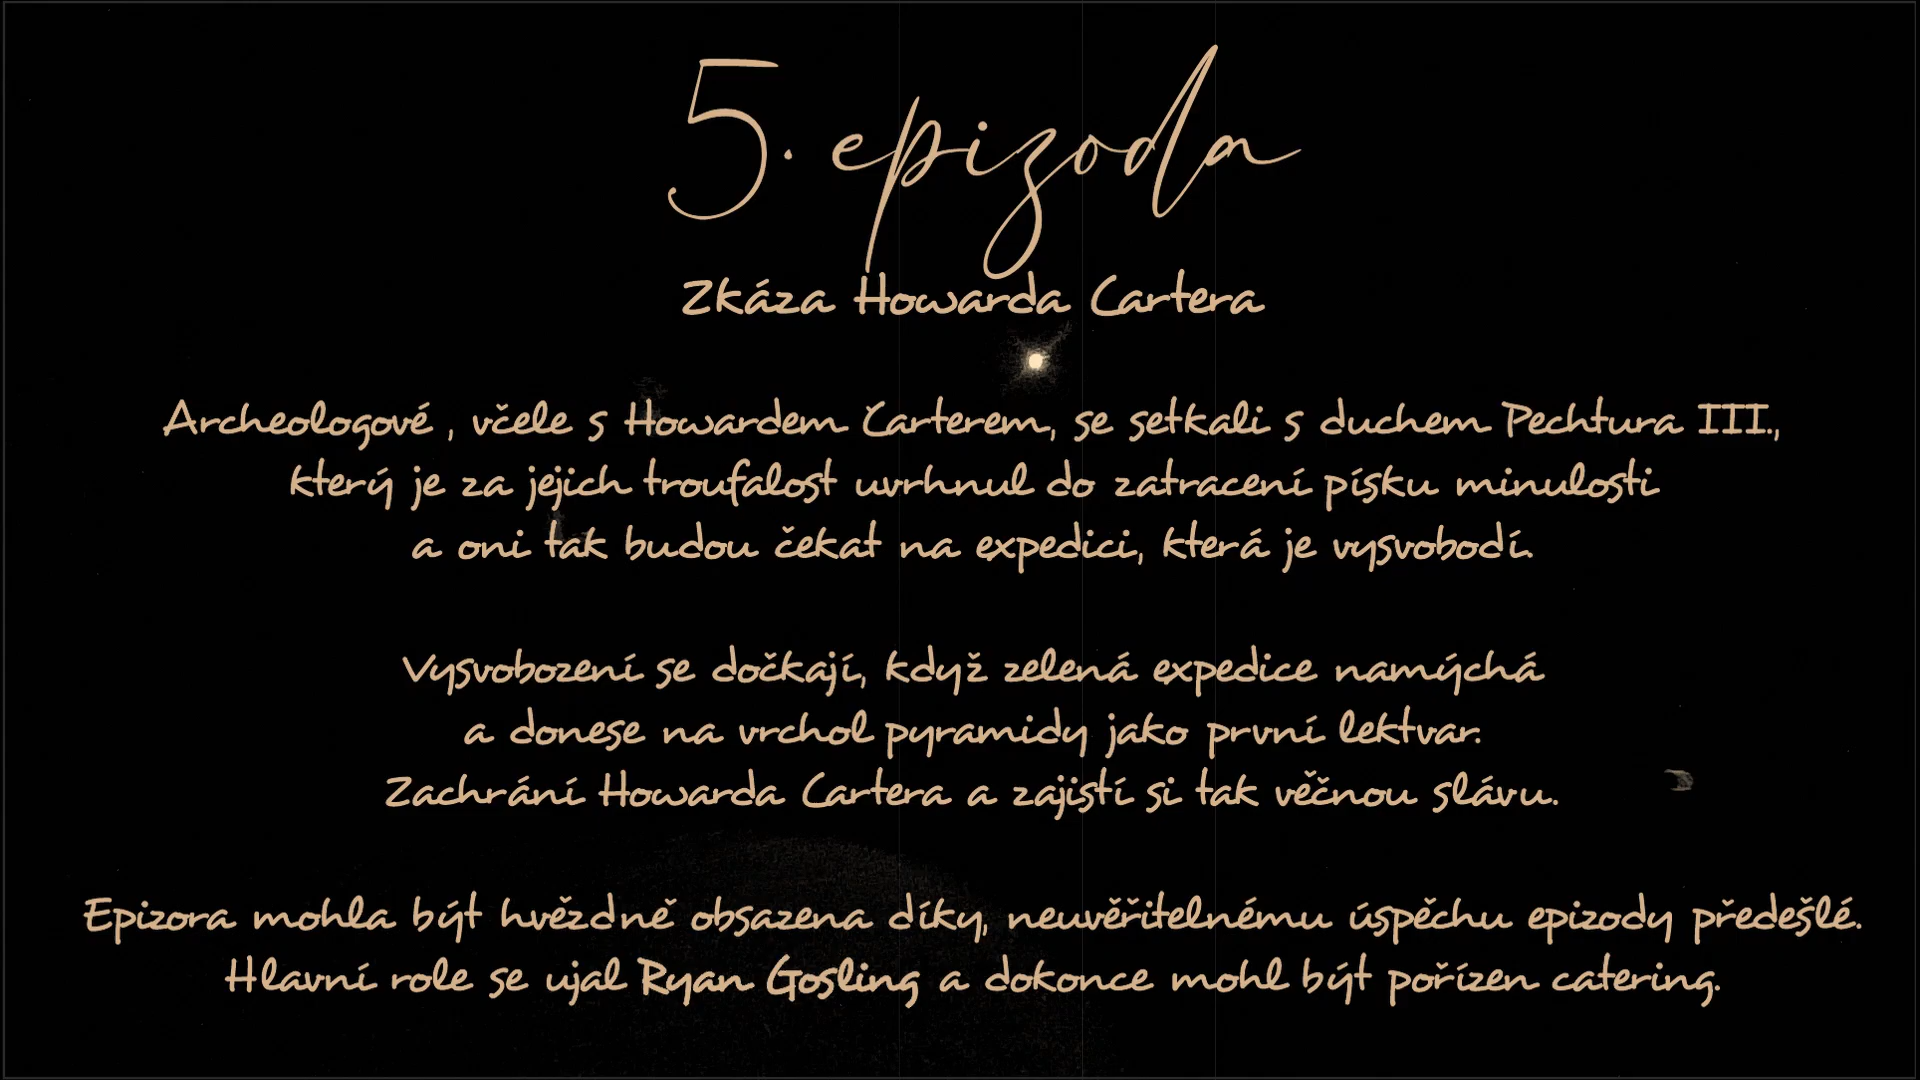 5. epizoda
Zkáza Howarda Cartera
Archeologové , včele s Howardem Carterem, se setkali s duchem Pechtura III.,
který je za jejich troufalost uvrhnul do zatracení písku minulosti
a oni tak budou čekat na expedici, která je vysvobodí.
Vysvobození se dočkají, když zelená expedice namýchá
a donese na vrchol pyramidy jako první lektvar.
Zachrání Howarda Cartera a zajistí si tak věčnou slávu.
Epizora mohla být hvězdně obsazena díky, neuvěřitelnému úspěchu epizody předešlé.
Hlavní role se ujal Ryan Gosling a dokonce mohl být pořízen catering.